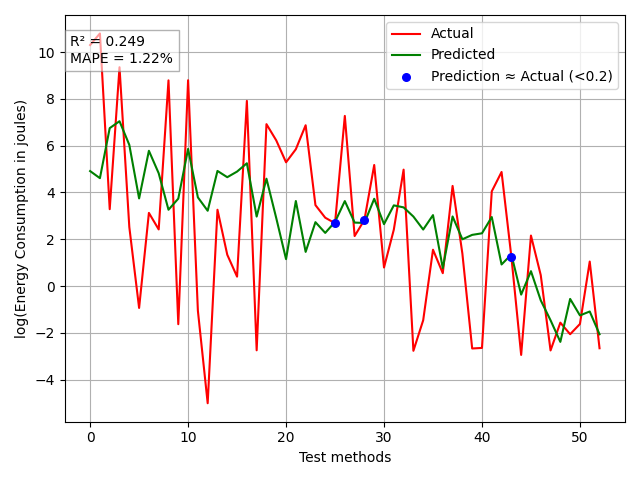 R² = 0.249
MAPE = 1.22%
Actual
Predicted
Prediction ≈ Actual (<0.2)
log(Energy Consumption in joules)
10
8
6
4
2
0
−2
−4
0
10
20
30
40
50
Test methods